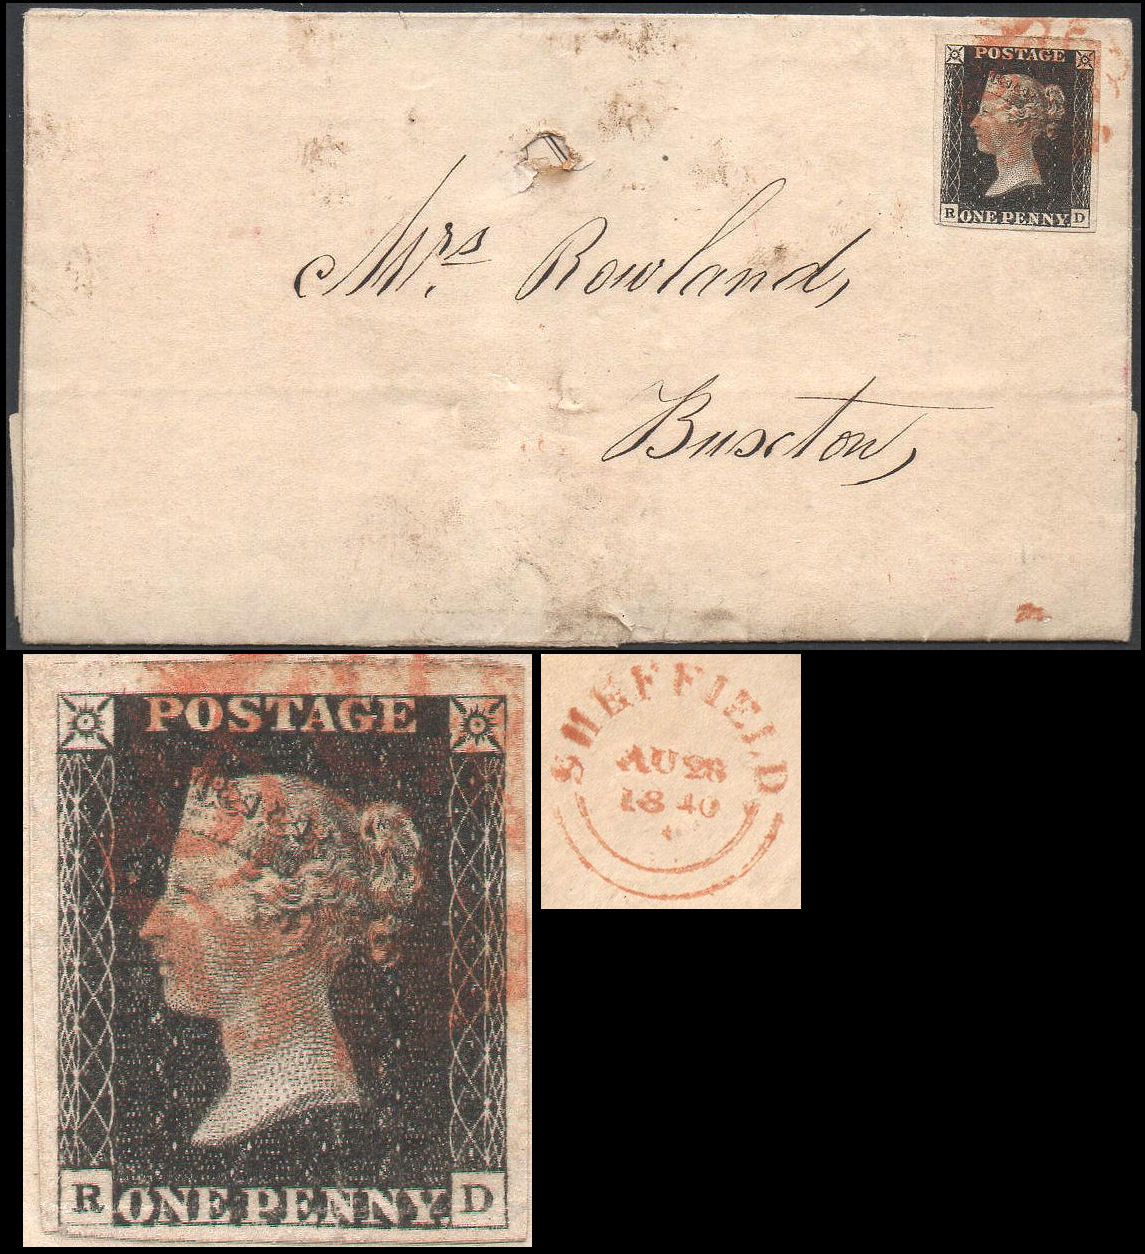 POSTAGE
R ONE PENNY. D
Mrs. Rowland,
Buxton,
POSTAGE
R ONE PENNY. D
SHEFFIELD
AU 28
1840